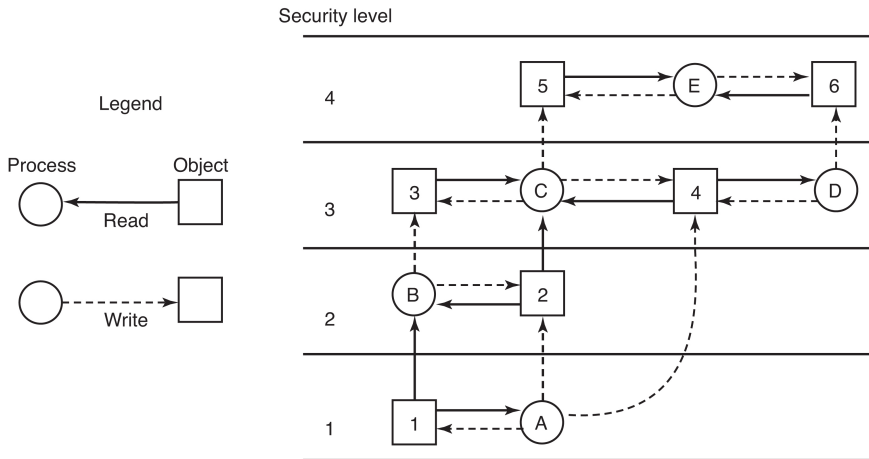 Security level
Legend
Process
Object
Read
Write
4
5
E
6
3
3
C
4
D
2
B
2
1
1
A